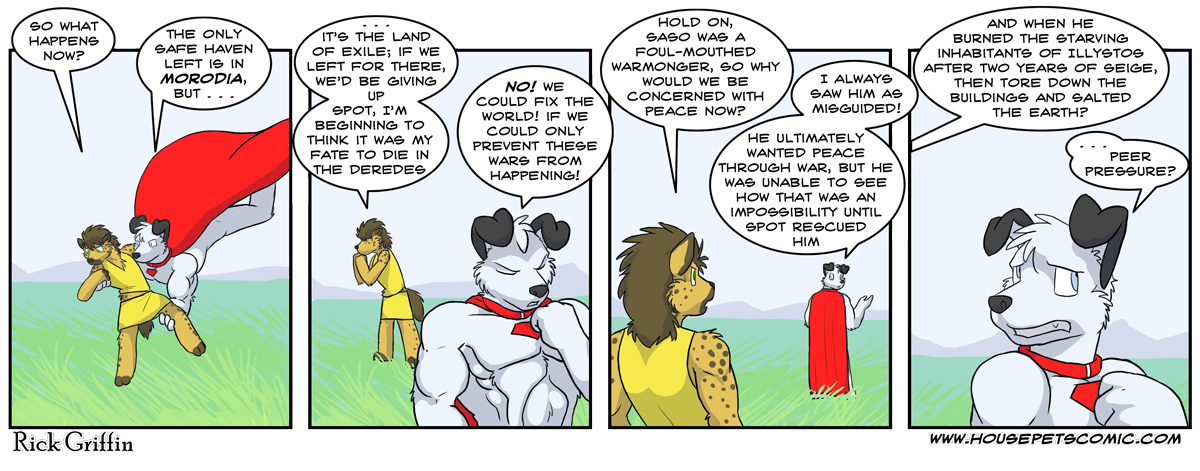 SO WHAT
HAPPENS
NOW?
THE ONLY
SAFE HAVEN
LEFT IS IN
MORODIA,
BUT . . .
. . .
IT'S THE LAND
OF EXILE; IF WE
LEFT FOR THERE,
WE'D BE GIVING
UP
SPOT, I'M
BEGINNING TO
THINK IT WAS MY
FATE TO DIE IN
THE DEREDES
NO! WE
COULD FIX THE
WORLD! IF WE
COULD ONLY
PREVENT THESE
WARS FROM
HAPPENING!
HOLD ON,
SASO WAS A
FOUL-MOUTHED
WARMONGER, SO WHY
WOULD WE BE
CONCERNED WITH
PEACE NOW?
I ALWAYS
SAW HIM AS
MISGUIDED!
HE ULTIMATELY
WANTED PEACE
THROUGH WAR, BUT HE
WAS UNABLE TO SEE
HOW THAT WAS AN
IMPOSSIBILITY UNTIL
SPOT RESCUED
HIM
AND WHEN HE
BURNED THE STARVING
INHABITANTS OF ILLYSTOS
AFTER TWO YEARS OF SEIGE,
THEN TORE DOWN THE
BUILDINGS AND SALTED
THE EARTH?
. . .
PEER
PRESSURE?
Rick Griffin
WWW.HOUSEPETSCOMIC.COM